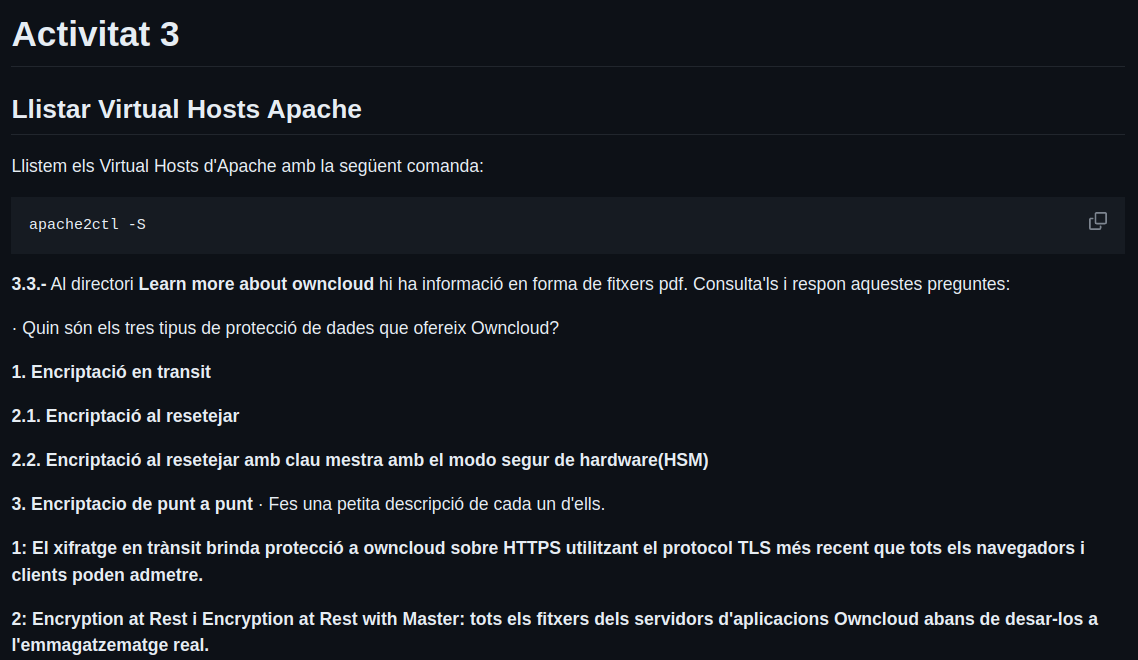 Activitat 3
Llistar Virtual Hosts Apache
Llistem els Virtual Hosts d'Apache amb la següent comanda:
apache2ctl -S
3.3.- Al directori Learn more about owncloud hi ha informació en forma de fitxers pdf. Consulta'ls i respon aquestes preguntes:
· Quin són els tres tipus de protecció de dades que ofereix Owncloud?
1. Encriptació en transit
2.1. Encriptació al resetejar
2.2. Encriptació al resetejar amb clau mestra amb el modo segur de hardware(HSM)
3. Encriptacio de punt a punt · Fes una petita descripció de cada un d'ells.
1: El xifratge en trànsit brinda protecció a owncloud sobre HTTPS utilitzant el protocol TLS més recent que tots els navegadors i
clients poden admetre.
2: Encryption at Rest i Encryption at Rest with Master: tots els fitxers dels servidors d'aplicacions Owncloud abans de desar-los a
l'emmagatzematge real.